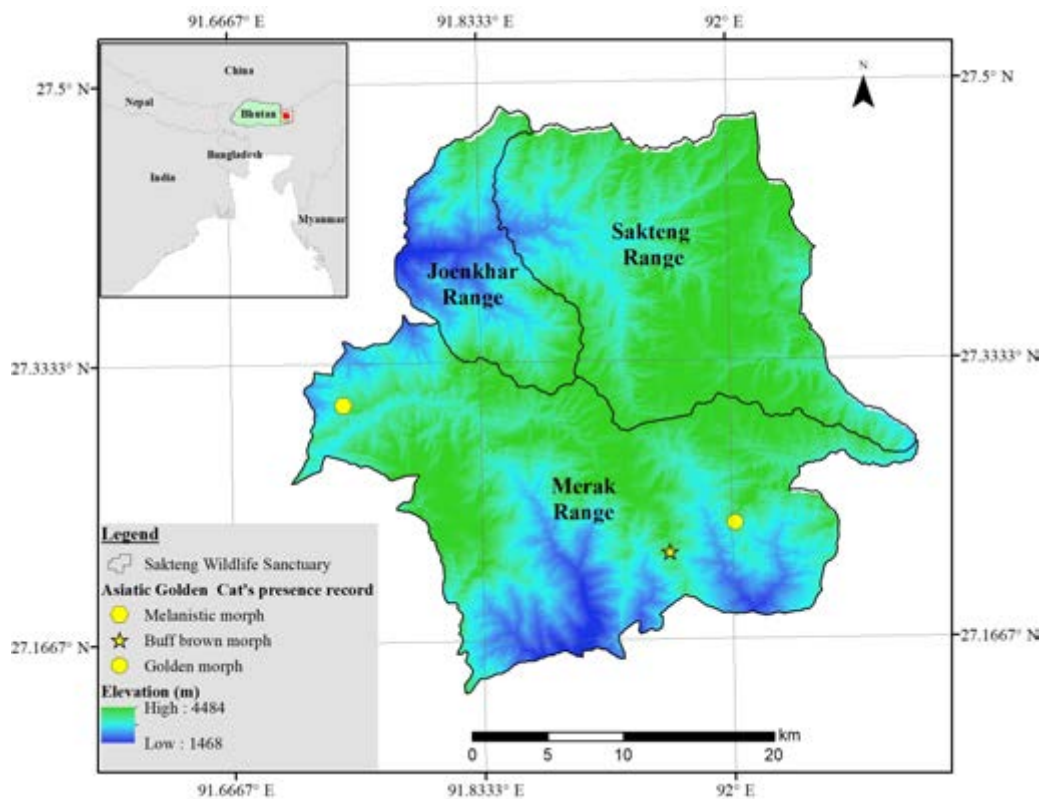 91.6667° E
91.8333° E
92° E
27.5° N
27.5° N
China
Nepal
Bhutan
Bangladesh
India
Myanmar
N
Sakteng
Range
Joenkhar
Range
27.3333° N
27.3333° N
Merak
Range
Legend
Sakteng Wildlife Sanctuary
Asiatic Golden Cat's presence record
Melanistic morph
Buff brown morph
Golden morph
Elevation (m)
High : 4484
Low : 1468
27.1667° N
27.1667° N
km
0 5 10 20
91.6667° E
91.8333° E
92° E